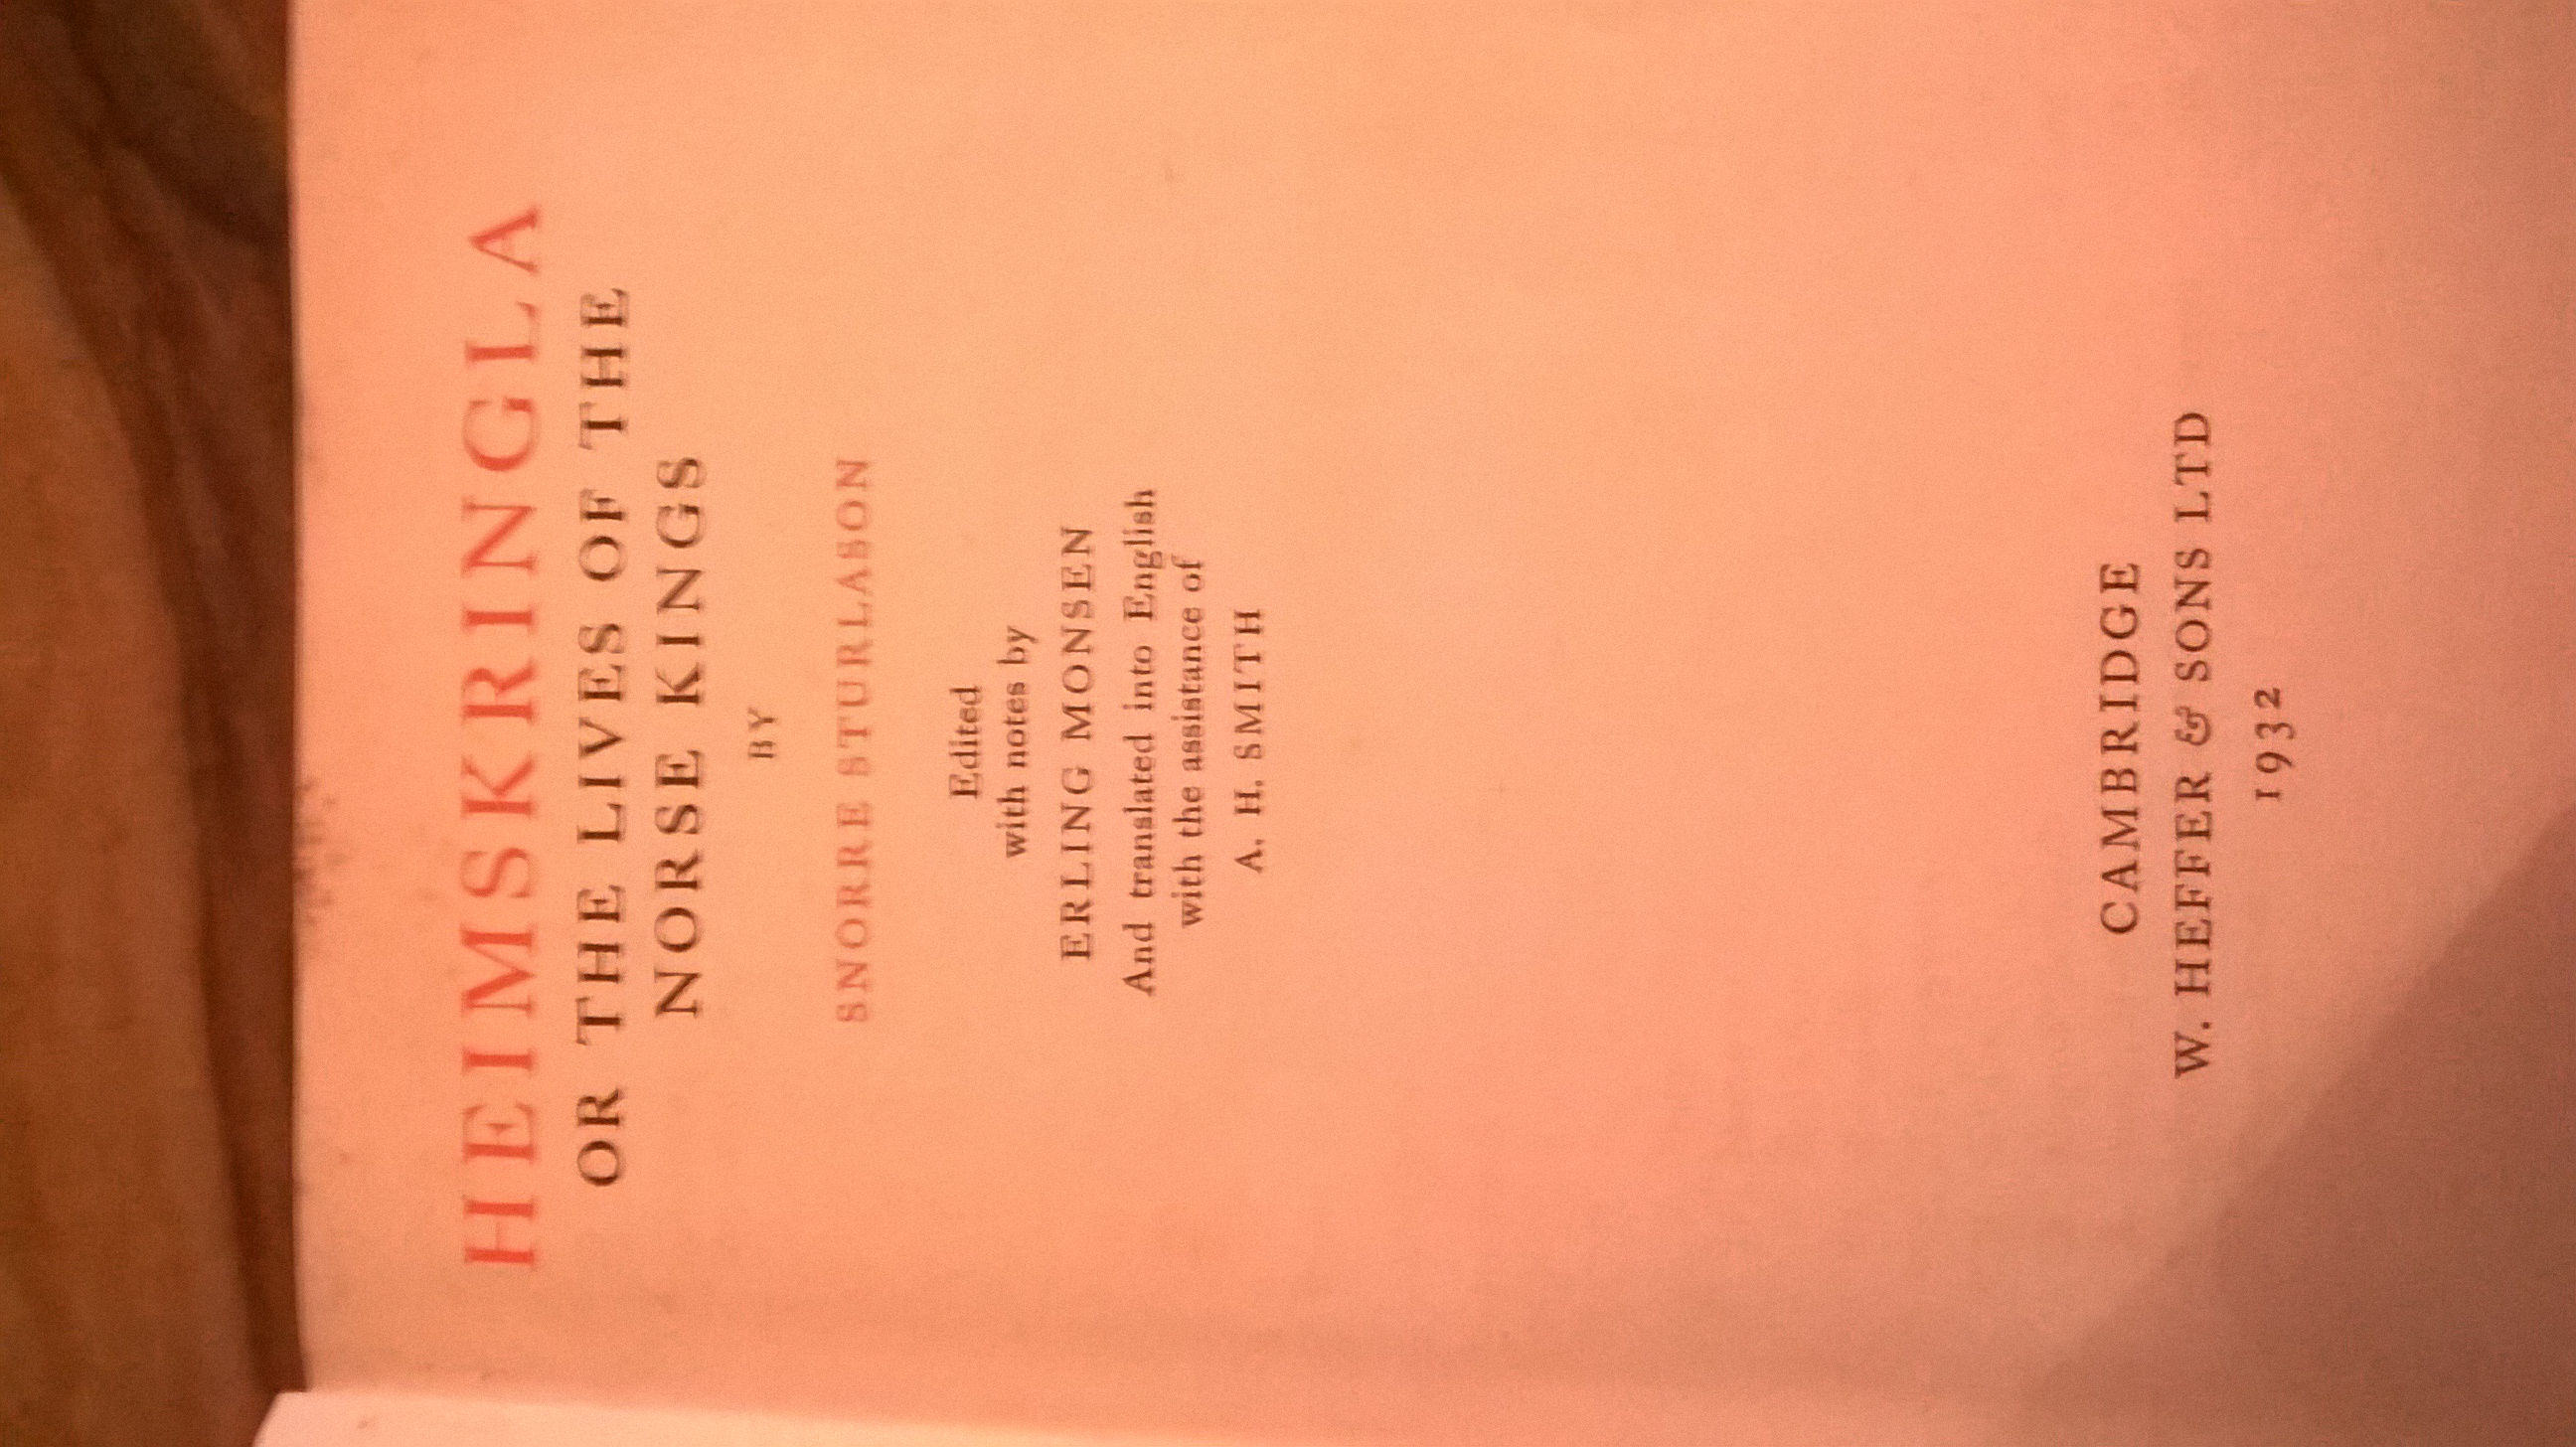 HEIMSKRINGLA
OR THE LIVES OF THE
NORSE KINGS
BY
SNORRE STURLASON
Edited
with notes by
ERLING MONSEN
And translated into English
with the assistance of
A. H. SMITH
CAMBRIDGE
W. HEFFER & SONS LTD
1932